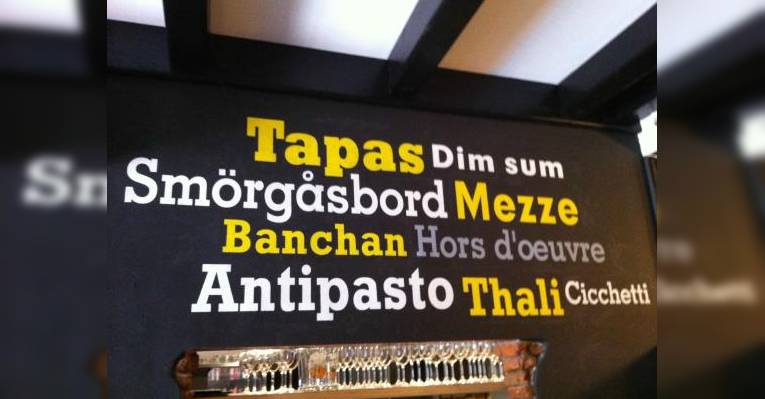 Tapas Dim sum
Smörgåsbord Mezze
Banchan Hors d'oeuvre
Antipasto Thali Cicchetti